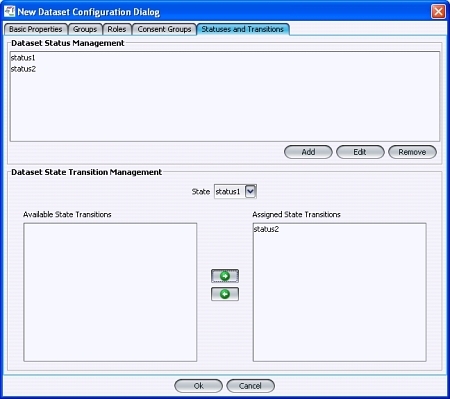 New Dataset Configuration Dialog
Basic Properties Groups Roles Consent Groups Statuses and Transitions
Dataset Status Management
status1
status2
Add Edit Remove
Dataset State Transition Management
State status1
Available State Transitions Assigned State Transitions
status2
Ok Cancel